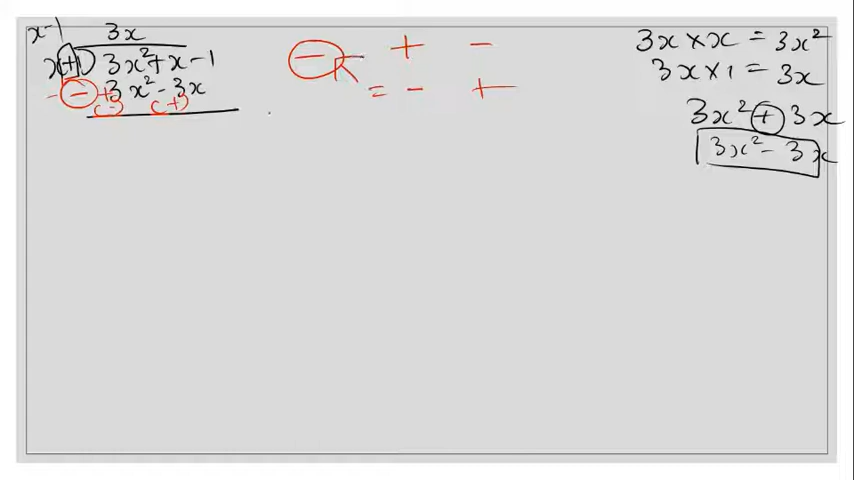 x-1
3x
x+1) 3x²+x-1
- +3x² - 3x
(-) (+)
- + -
= - +
3x × x = 3x²
3x × 1 = 3x
3x² + 3x
3x² - 3x